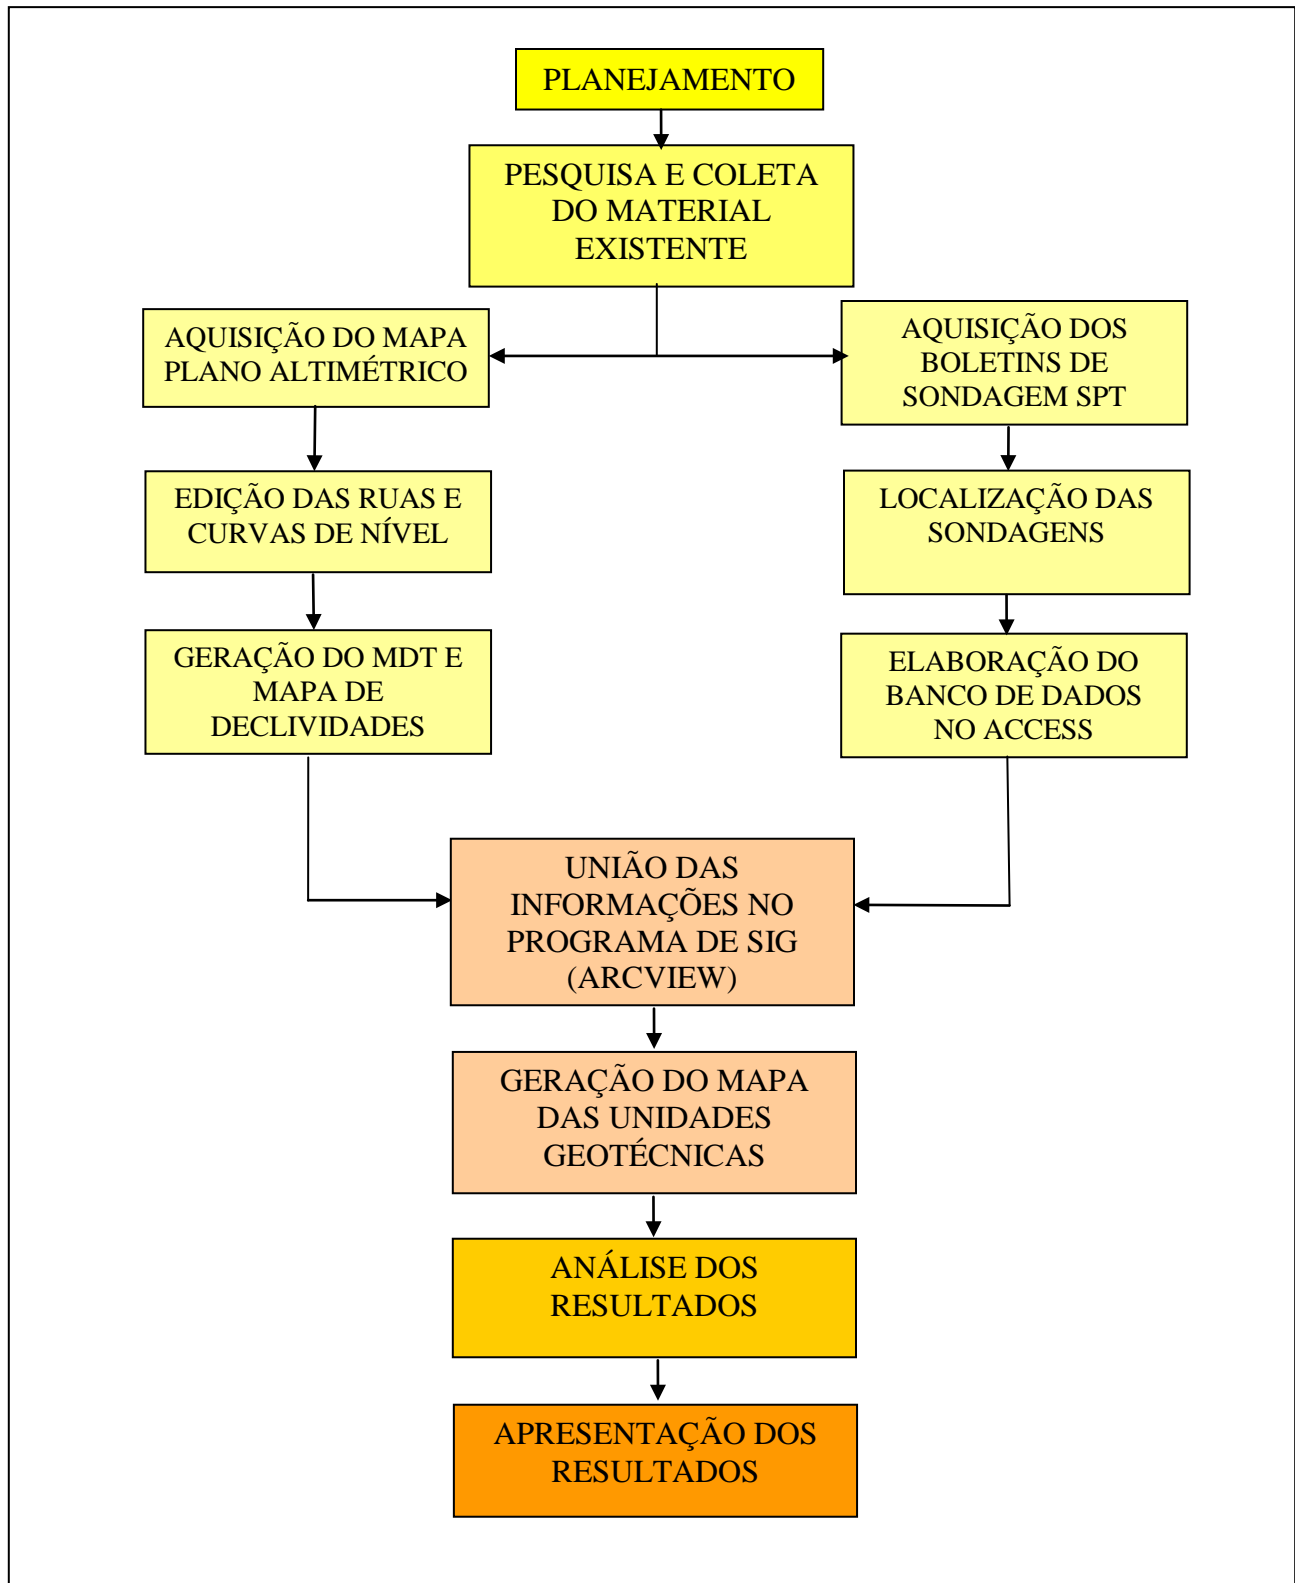 PLANEJAMENTO
PESQUISA E COLETA
DO MATERIAL
EXISTENTE
AQUISIÇÃO DO MAPA
PLANO ALTIMÉTRICO
AQUISIÇÃO DOS
BOLETINS DE
SONDAGEM SPT
EDIÇÃO DAS RUAS E
CURVAS DE NÍVEL
LOCALIZAÇÃO DAS
SONDAGENS
GERAÇÃO DO MDT E
MAPA DE
DECLIVIDADES
ELABORAÇÃO DO
BANCO DE DADOS
NO ACCESS
UNIÃO DAS
INFORMAÇÕES NO
PROGRAMA DE SIG
(ARCVIEW)
GERAÇÃO DO MAPA
DAS UNIDADES
GEOTÉCNICAS
ANÁLISE DOS
RESULTADOS
APRESENTAÇÃO DOS
RESULTADOS